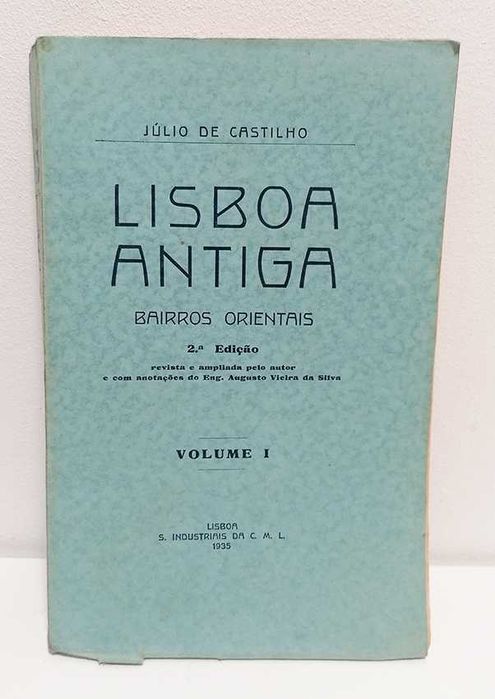 JÚLIO DE CASTILHO
LISBOA
ANTIGA
BAIRROS ORIENTAIS
2.ª Edição
revista e ampliada pelo autor
e com anotações do Eng. Augusto Vieira da Silva
VOLUME I
LISBOA
S. INDUSTRIAIS DA C. M. L.
1935